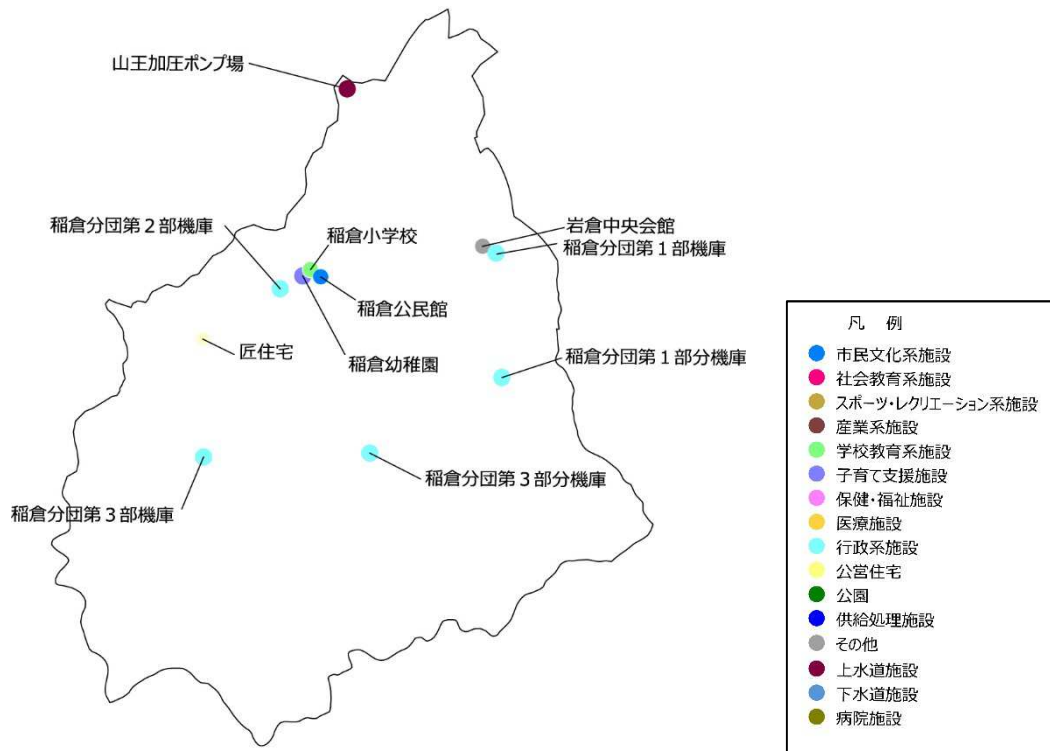 山王加圧ポンプ場
稲倉分団第２部機庫
稲倉小学校
岩倉中央会館
稲倉分団第１部機庫
稲倉公民館
匠住宅
稲倉幼稚園
稲倉分団第１部分機庫
稲倉分団第３部分機庫
稲倉分団第３部機庫
凡 例
市民文化系施設
社会教育系施設
スポーツ・レクリエーション系施設
産業系施設
学校教育系施設
子育て支援施設
保健・福祉施設
医療施設
行政系施設
公営住宅
公園
供給処理施設
その他
上水道施設
下水道施設
病院施設